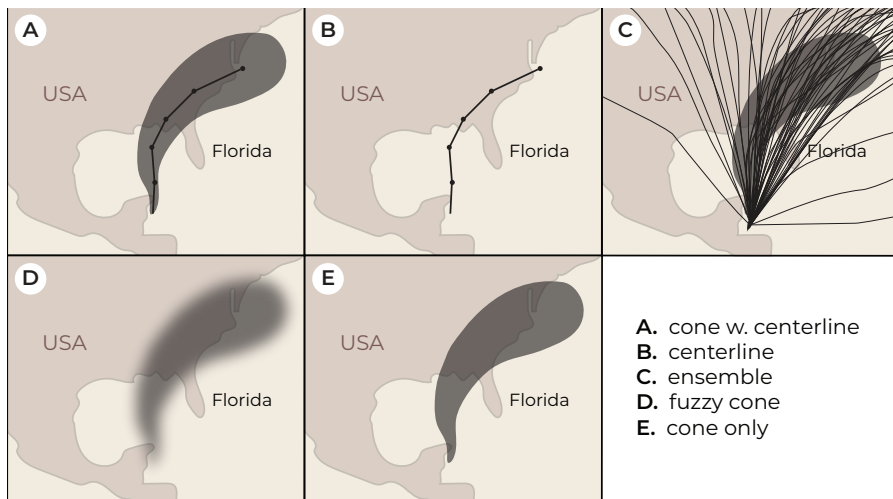 A
USA
Florida
B
USA
Florida
C
USA
Florida
D
USA
Florida
E
USA
Florida
A. cone w. centerline
B. centerline
C. ensemble
D. fuzzy cone
E. cone only